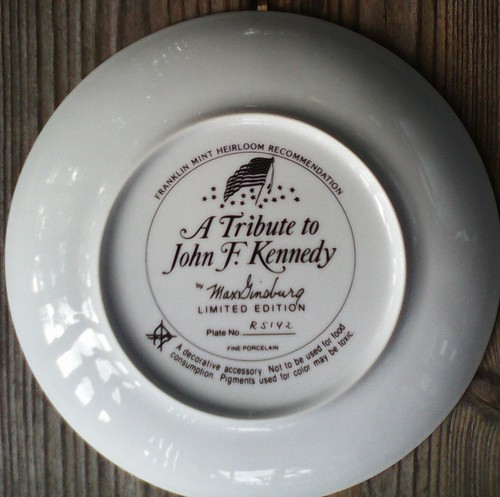 FRANKLIN MINT HEIRLOOM RECOMMENDATION
A Tribute to
John F. Kennedy
by Max Ginsburg
LIMITED EDITION
Plate No RS142
FINE PORCELAIN
A decorative accessory. Not to be used for food
consumption. Pigments used for color may be toxic.